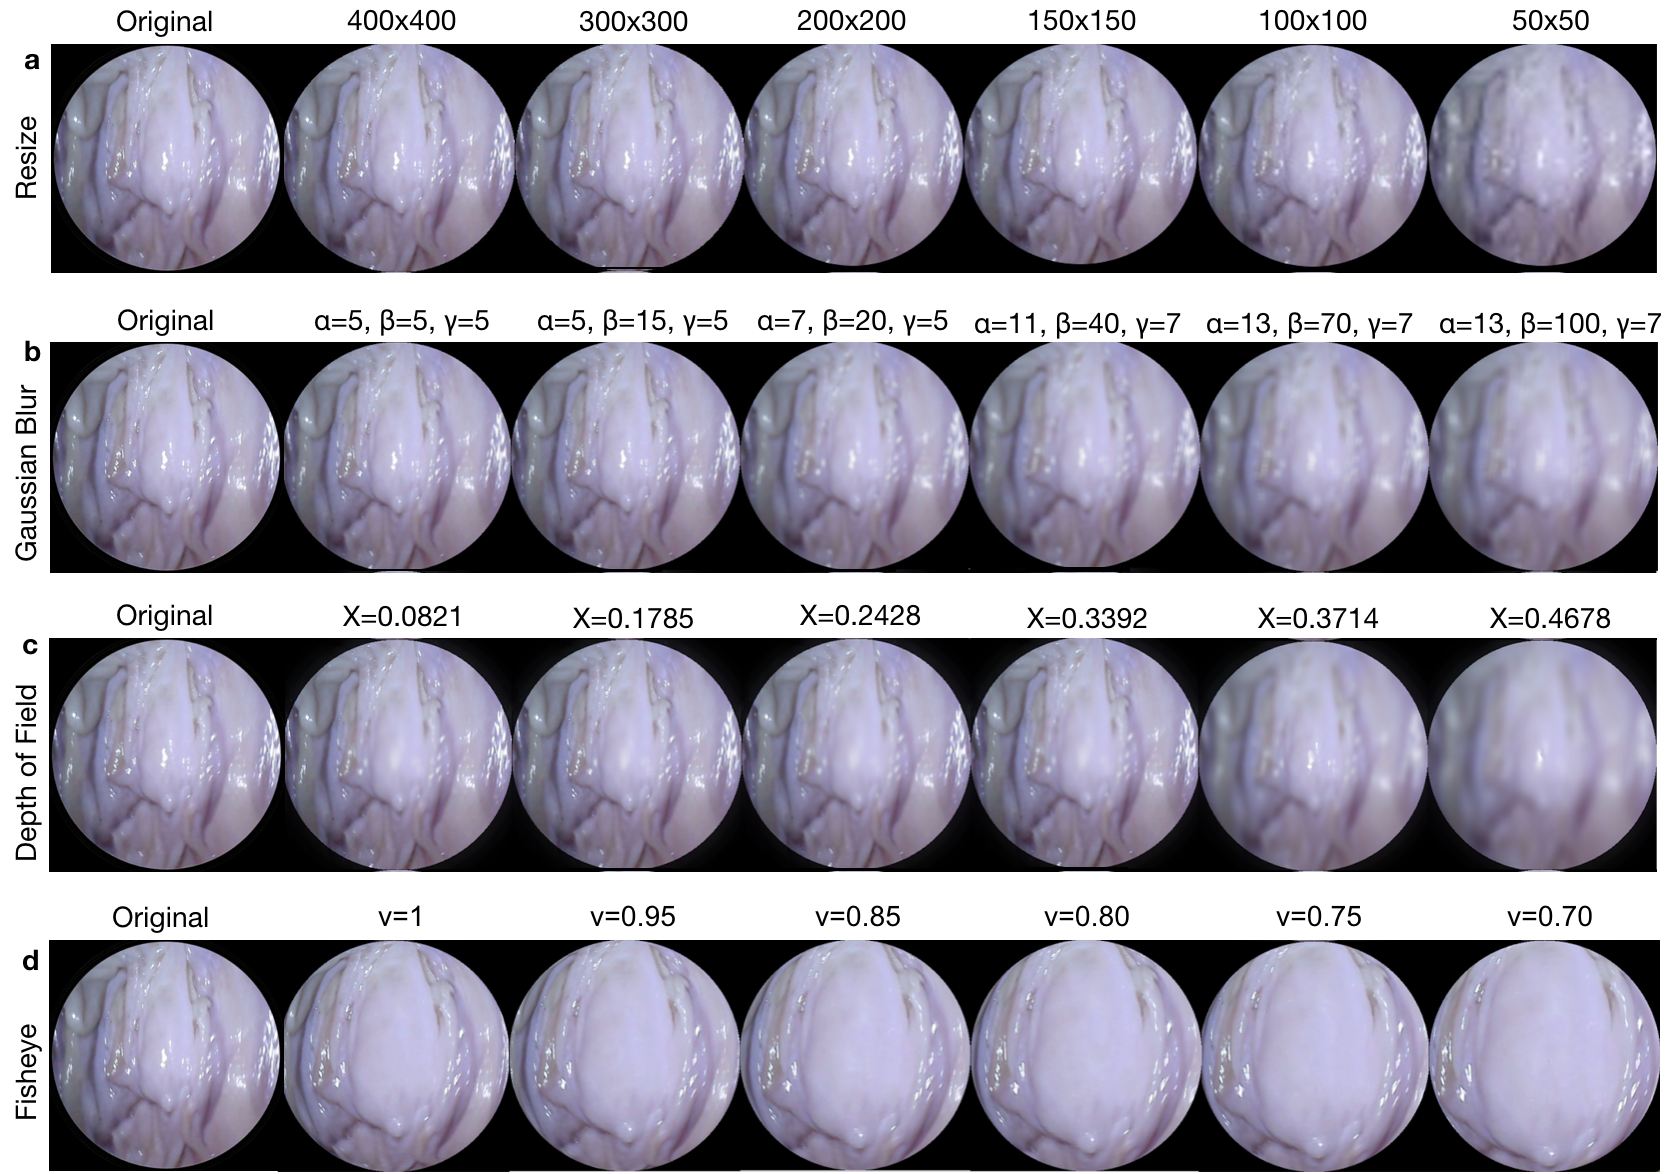 Original 400x400 300x300 200x200 150x150 100x100 50x50
a
Resize
Original α=5, β=5, γ=5 α=5, β=15, γ=5 α=7, β=20, γ=5 α=11, β=40, γ=7 α=13, β=70, γ=7 α=13, β=100, γ=7
b
Gaussian Blur
Original X=0.0821 X=0.1785 X=0.2428 X=0.3392 X=0.3714 X=0.4678
c
Depth of Field
Original v=1 v=0.95 v=0.85 v=0.80 v=0.75 v=0.70
d
Fisheye